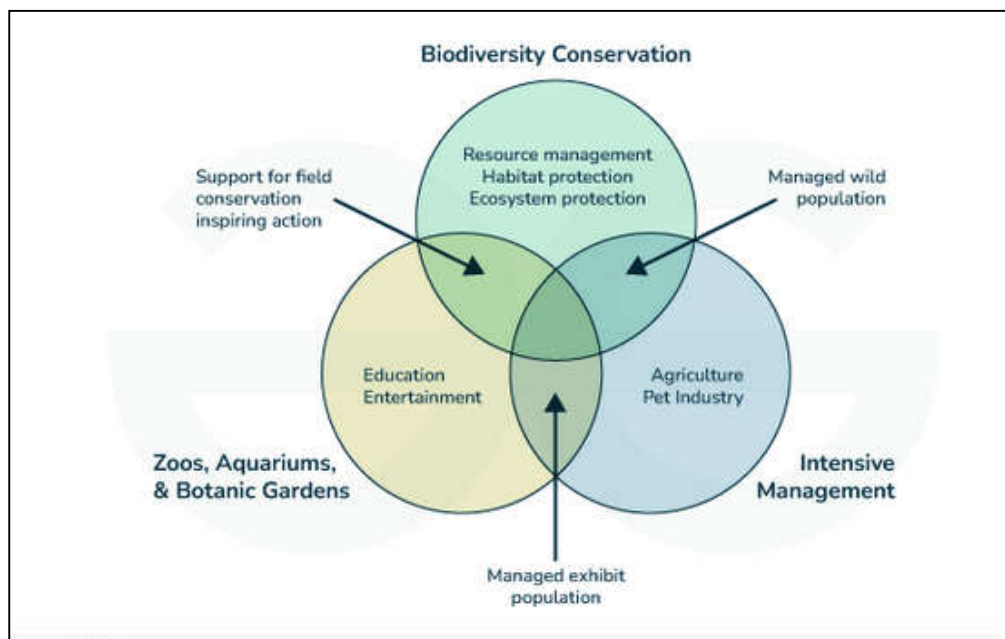 Biodiversity Conservation
Resource management
Habitat protection
Ecosystem protection
Support for field
conservation
inspiring action
Managed wild
population
Education
Entertainment
Agriculture
Pet Industry
Zoos, Aquariums,
& Botanic Gardens
Intensive
Management
Managed exhibit
population